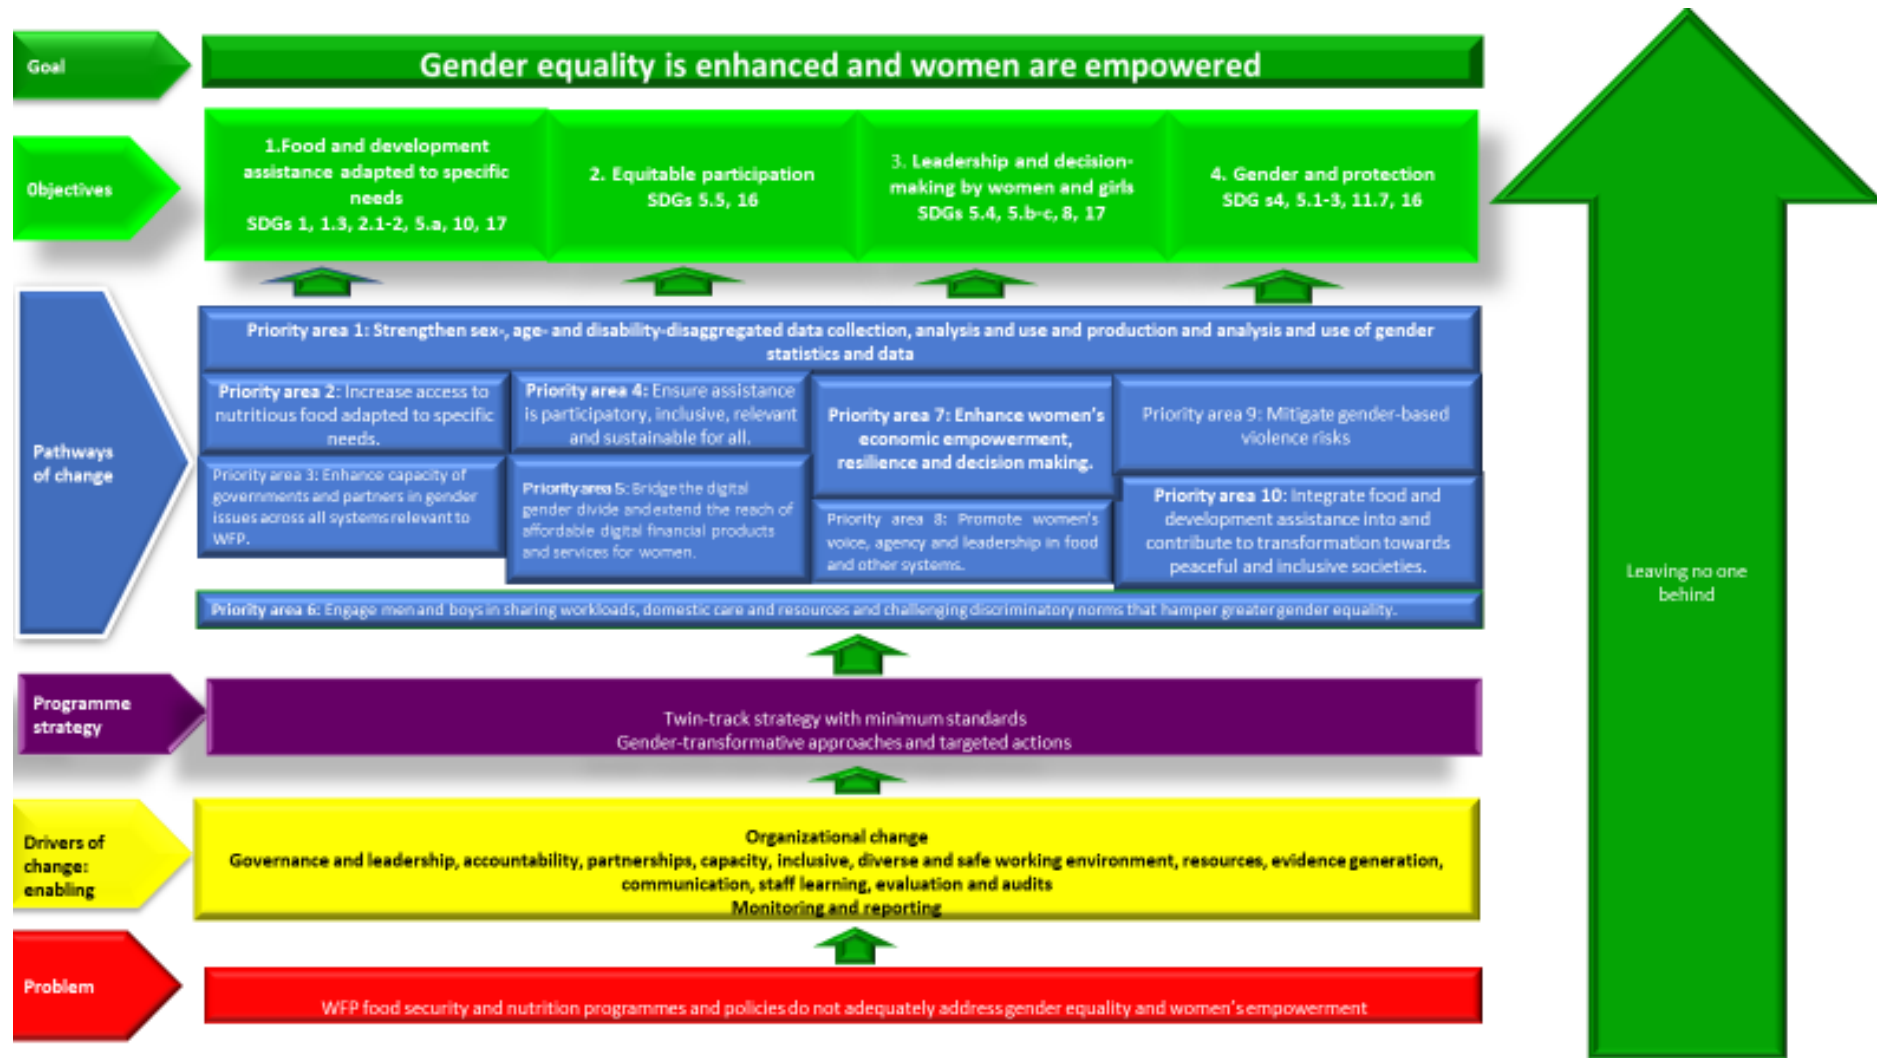 Goal
Gender equality is enhanced and women are empowered
Objectives
1.Food and development
assistance adapted to specific
needs
SDGs 1, 1.3, 2.1-2, 5.a, 10, 17
2. Equitable participation
SDGs 5.5, 16
3. Leadership and decision-
making by women and girls
SDGs 5.4, 5.b-c, 8, 17
4. Gender and protection
SDG s4, 5.1-3, 11.7, 16
Pathways
of change
Priority area 1: Strengthen sex-, age- and disability-disaggregated data collection, analysis and use and production and analysis and use of gender
statistics and data
Priority area 2: Increase access to
nutritious food adapted to specific
needs.
Priority area 3: Enhance capacity of
governments and partners in gender
issues across all systems relevant to
WFP.
Priority area 4: Ensure assistance
is participatory, inclusive, relevant
and sustainable for all.
Priority area 5: Bridge the digital
gender divide and extend the reach of
affordable digital financial products
and services for women.
Priority area 7: Enhance women's
economic empowerment,
resilience and decision making.
Priority area 8: Promote women's
voice, agency and leadership in food
and other systems.
Priority area 9: Mitigate gender-based
violence risks
Priority area 10: Integrate food and
development assistance into and
contribute to transformation towards
peaceful and inclusive societies.
Priority area 6: Engage men and boys in sharing workloads, domestic care and resources and challenging discriminatory norms that hamper greater gender equality.
Programme
strategy
Twin-track strategy with minimum standards
Gender-transformative approaches and targeted actions
Drivers of
change:
enabling
Organizational change
Governance and leadership, accountability, partnerships, capacity, inclusive, diverse and safe working environment, resources, evidence generation,
communication, staff learning, evaluation and audits
Monitoring and reporting
Problem
WFP food security and nutrition programmes and policies do not adequately address gender equality and women's empowerment
Leaving no one
behind